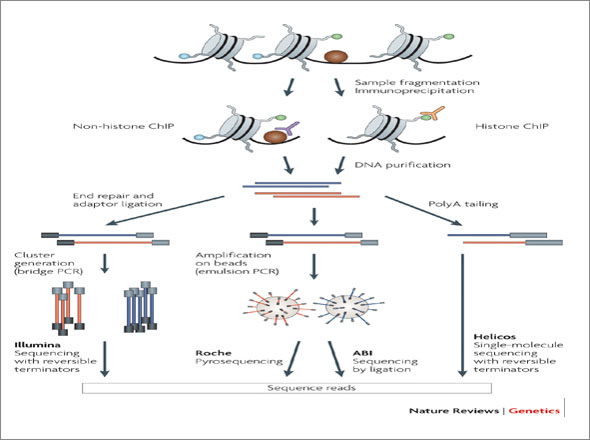 Sample fragmentation
Immunoprecipitation
Non-histone ChIP
Histone ChIP
DNA purification
End repair and
adaptor ligation
PolyA tailing
Cluster
generation
(bridge PCR)
Amplification
on beads
(emulsion PCR)
Illumina
Sequencing
with reversible
terminators
Roche
Pyrosequencing
ABI
Sequencing
by ligation
Helicos
Single-molecule
sequencing
with reversible
terminators
Sequence reads
Nature Reviews | Genetics